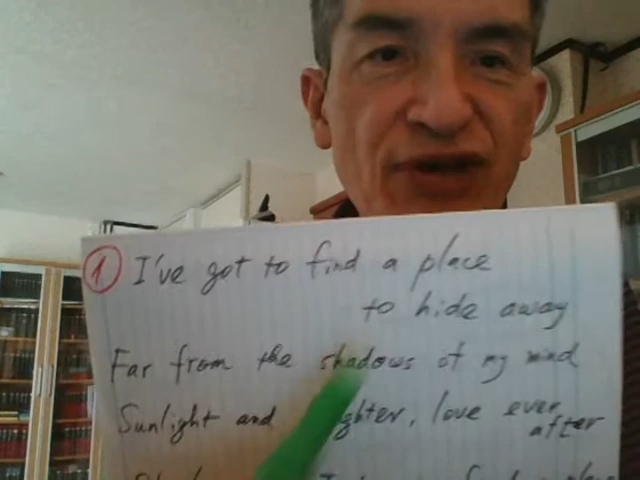 1 I've got to find a place
to hide away
Far from the shadows of my mind
Sunlight and ghter, love ever
after